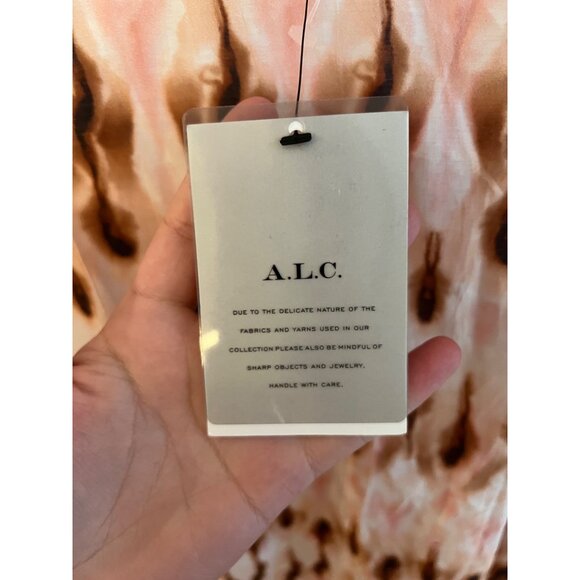 A.L.C.
DUE TO THE DELICATE NATURE OF THE
FABRICS AND YARNS USED IN OUR
COLLECTION PLEASE ALSO BE MINDFUL OF
SHARP OBJECTS AND JEWELRY.
HANDLE WITH CARE.